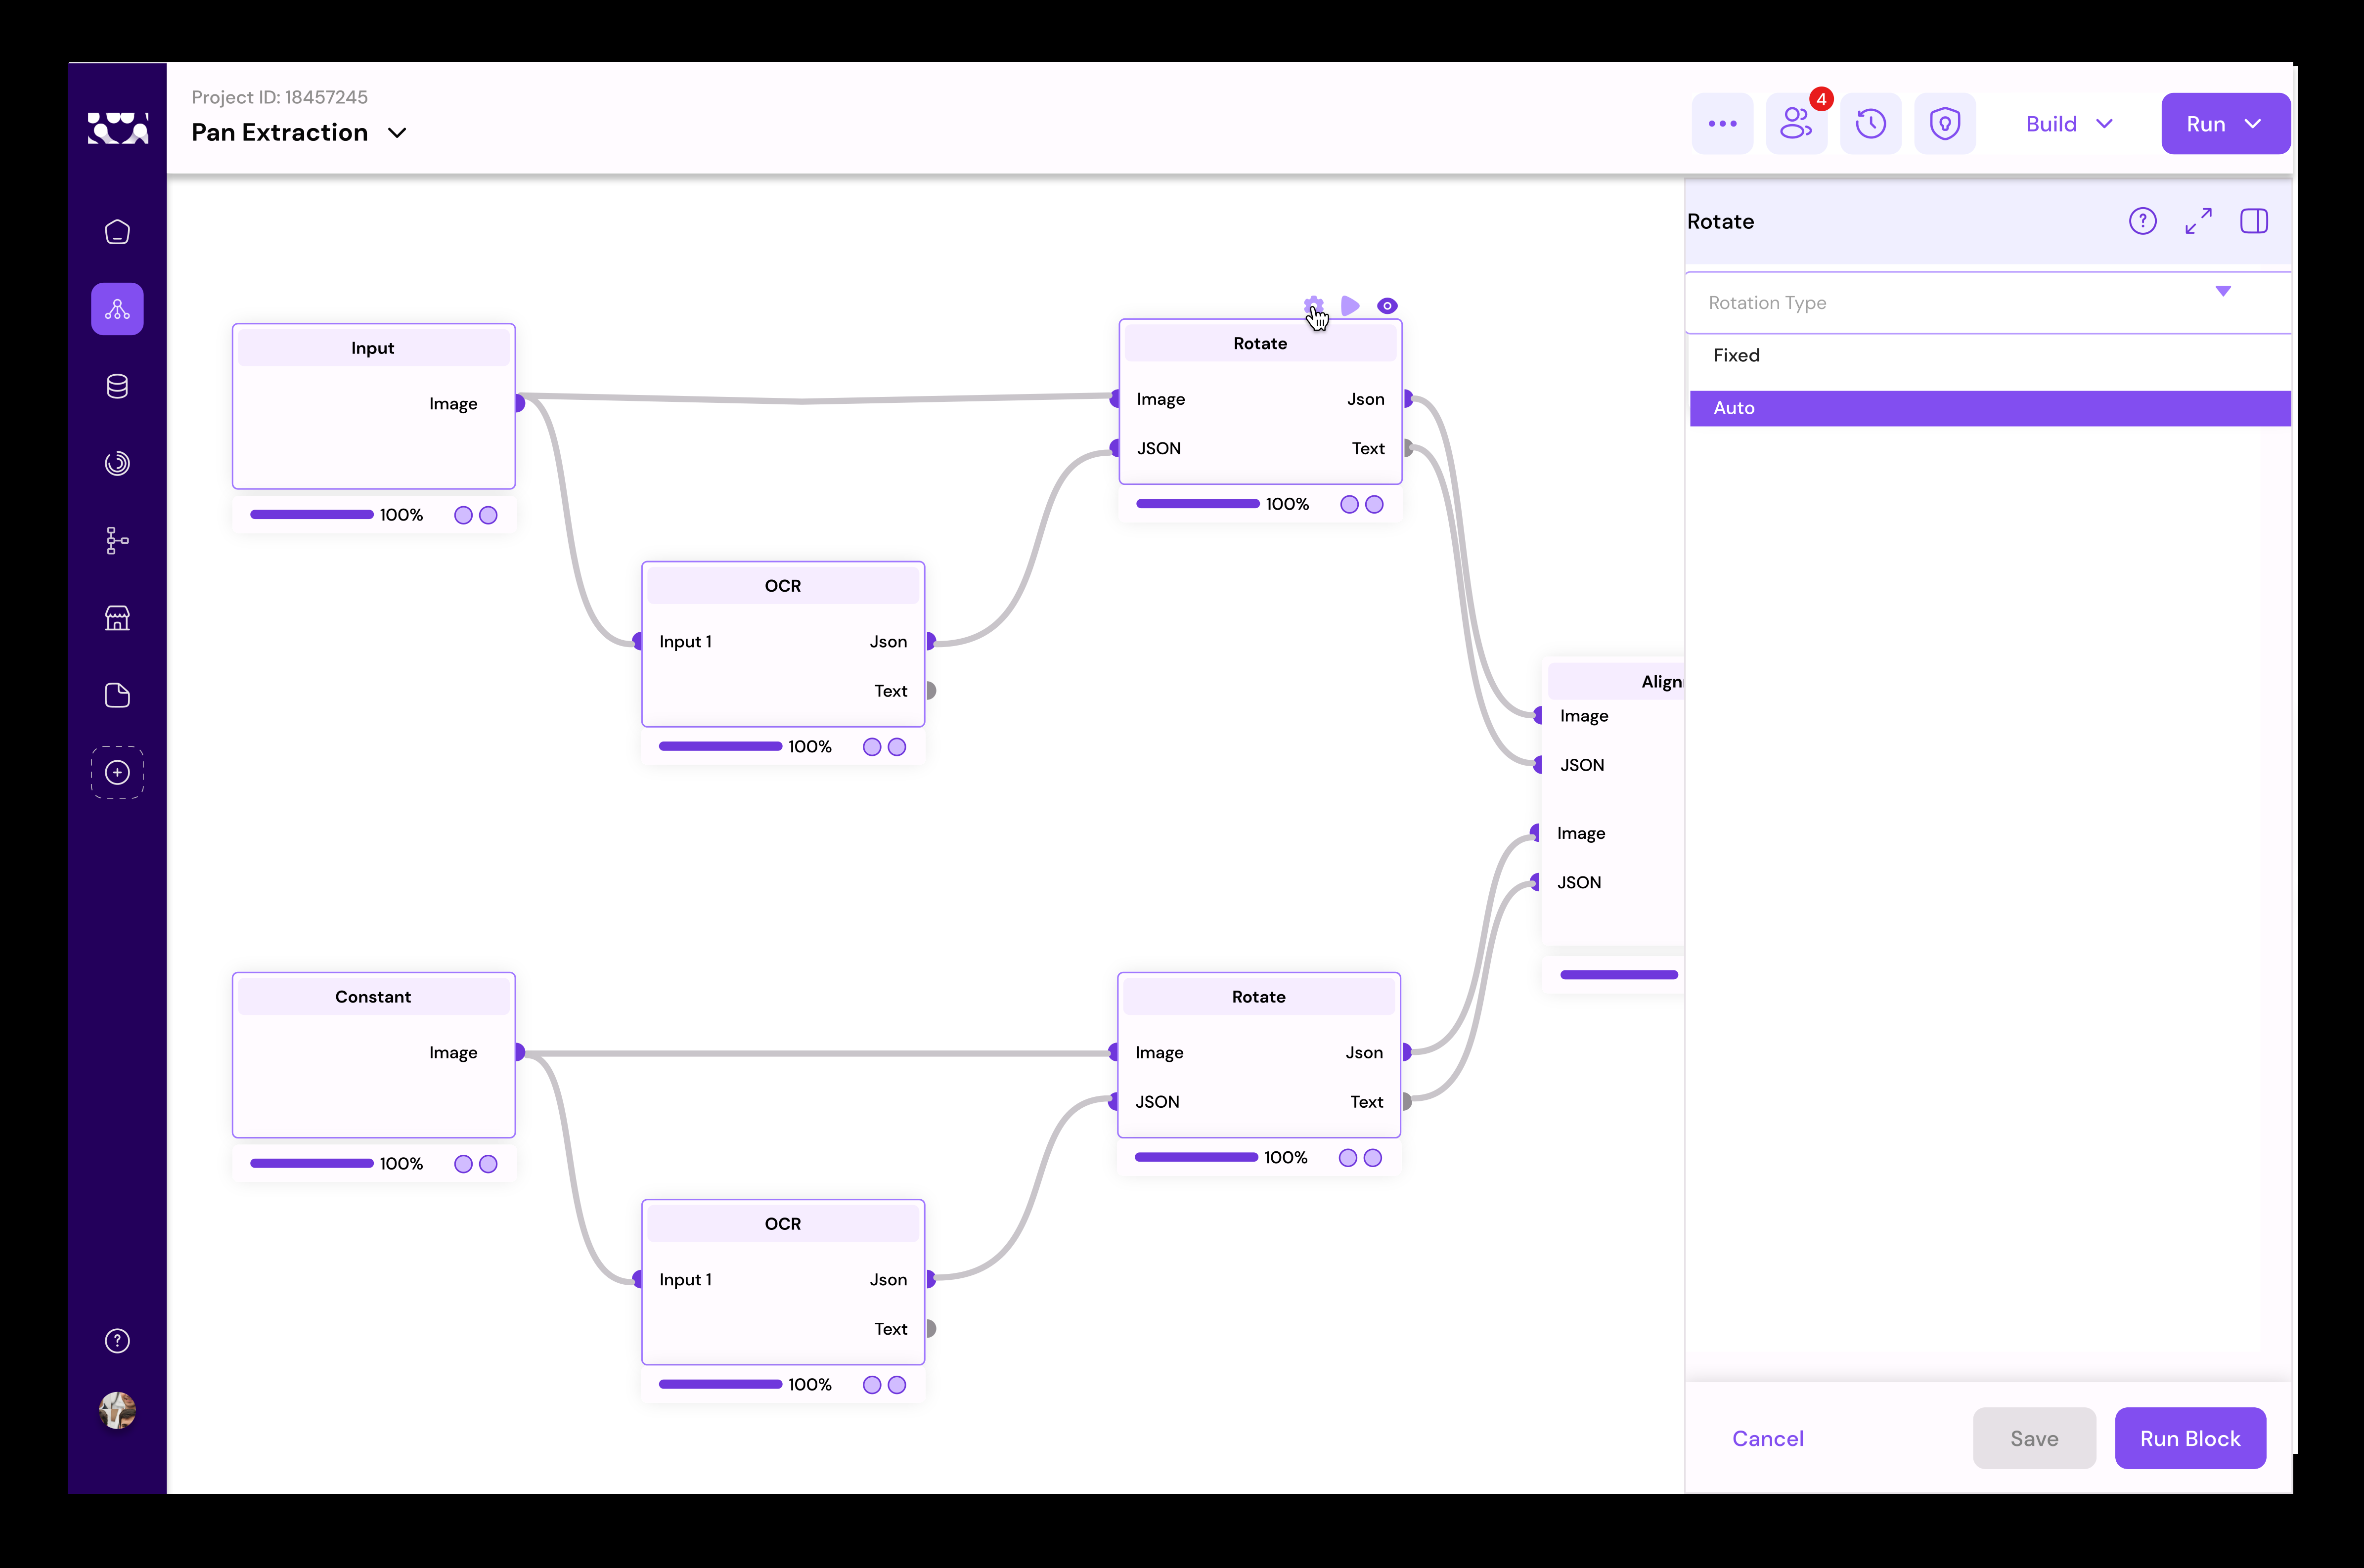 Project ID: 18457245
Pan Extraction
4
Build
Run
Rotate
Rotation Type
Fixed
Auto
Input
Image
100%
Rotate
Image Json
JSON Text
100%
OCR
Input 1 Json
Text
100%
Align
Image
JSON
Image
JSON
Constant
Image
100%
Rotate
Image Json
JSON Text
100%
OCR
Input 1 Json
Text
100%
Cancel
Save
Run Block